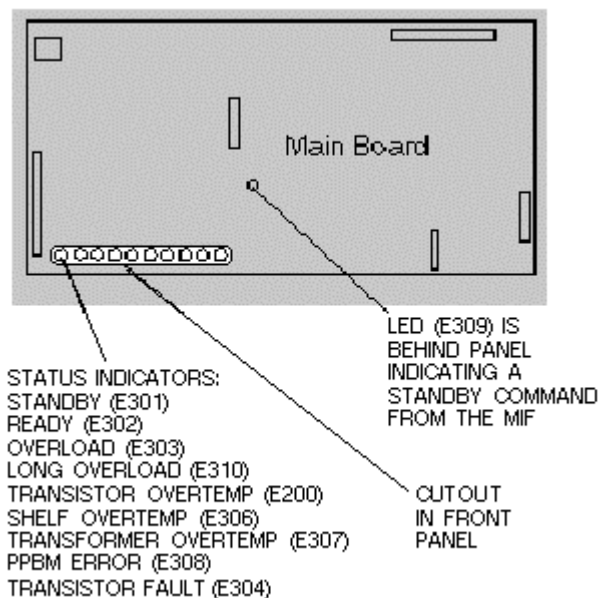 Main Board
LED (E309) IS
BEHIND PANEL
INDICATING A
STANDBY COMMAND
FROM THE MIF
STATUS INDICATORS:
STANDBY (E301)
READY (E302)
OVERLOAD (E303)
LONG OVERLOAD (E310)
TRANSISTOR OVERTEMP (E200)
SHELF OVERTEMP (E306)
TRANSFORMER OVERTEMP (E307)
PPBM ERROR (E308)
TRANSISTOR FAULT (E304)
CUTOUT
IN FRONT
PANEL